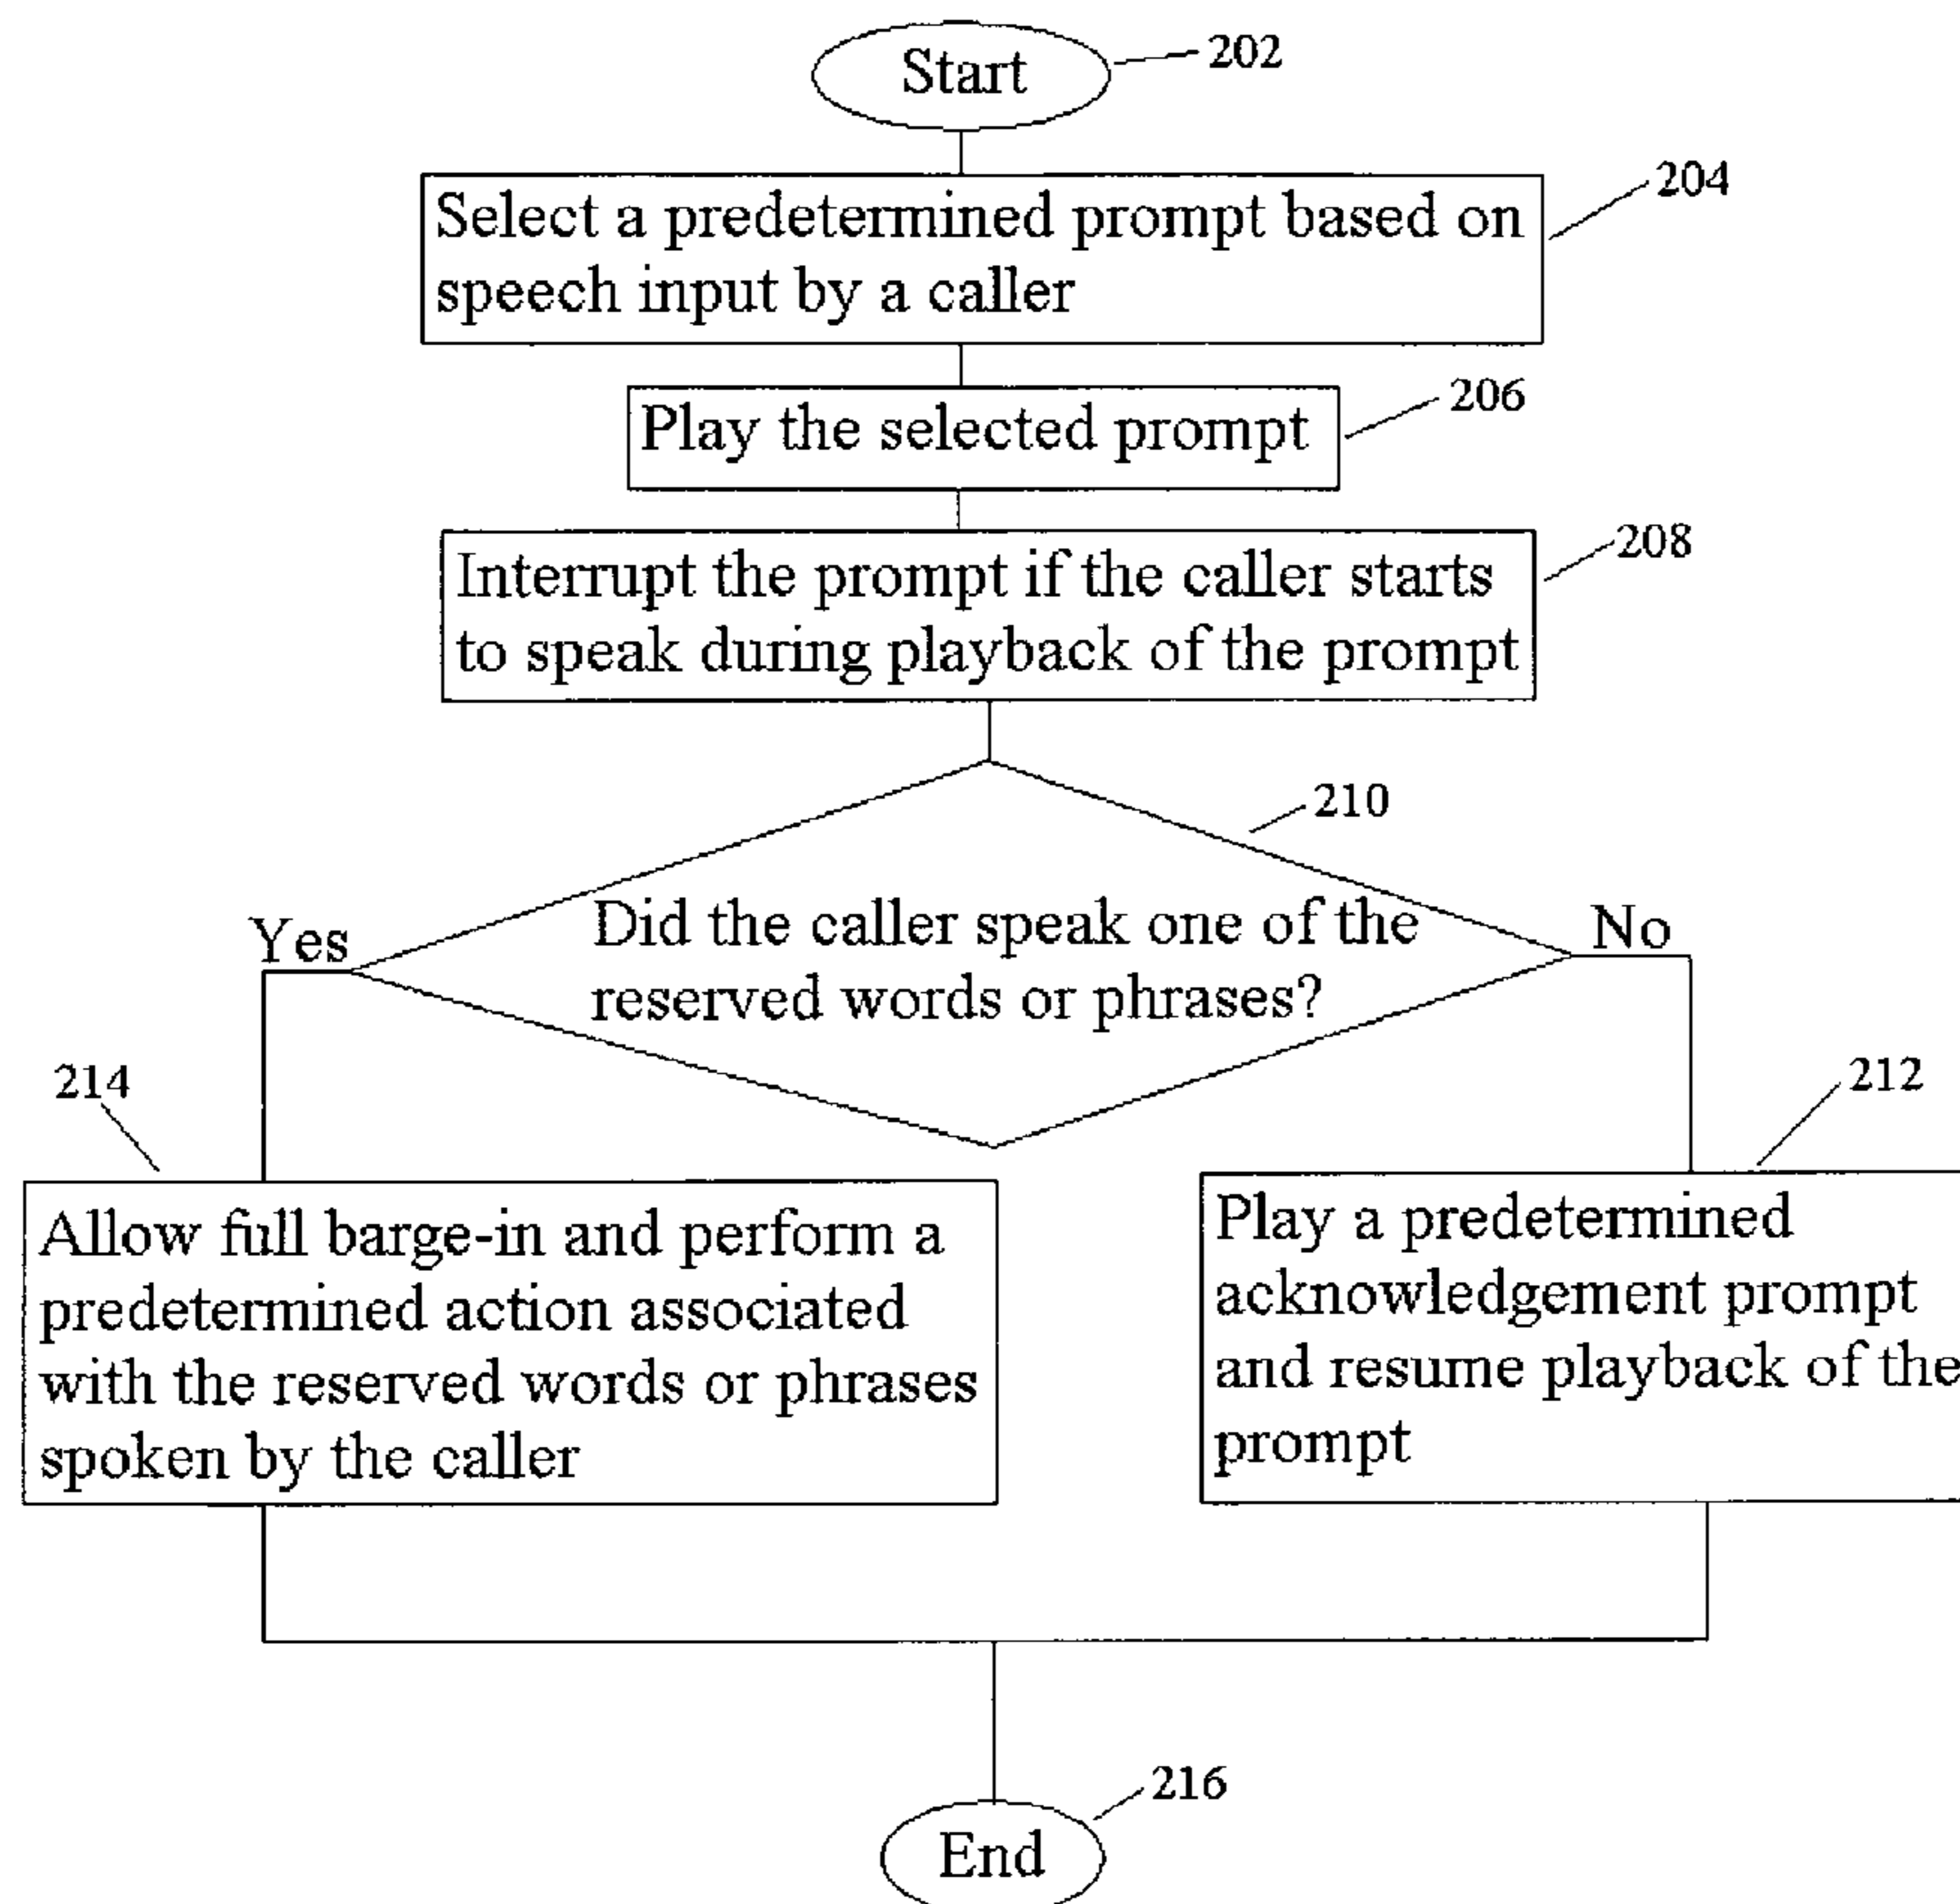 Start
202
Select a predetermined prompt based on
speech input by a caller
204
Play the selected prompt
206
Interrupt the prompt if the caller starts
to speak during playback of the prompt
208
210
Did the caller speak one of the
reserved words or phrases?
Yes
No
214
Allow full barge-in and perform a
predetermined action associated
with the reserved words or phrases
spoken by the caller
212
Play a predetermined
acknowledgement prompt
and resume playback of the
prompt
216
End